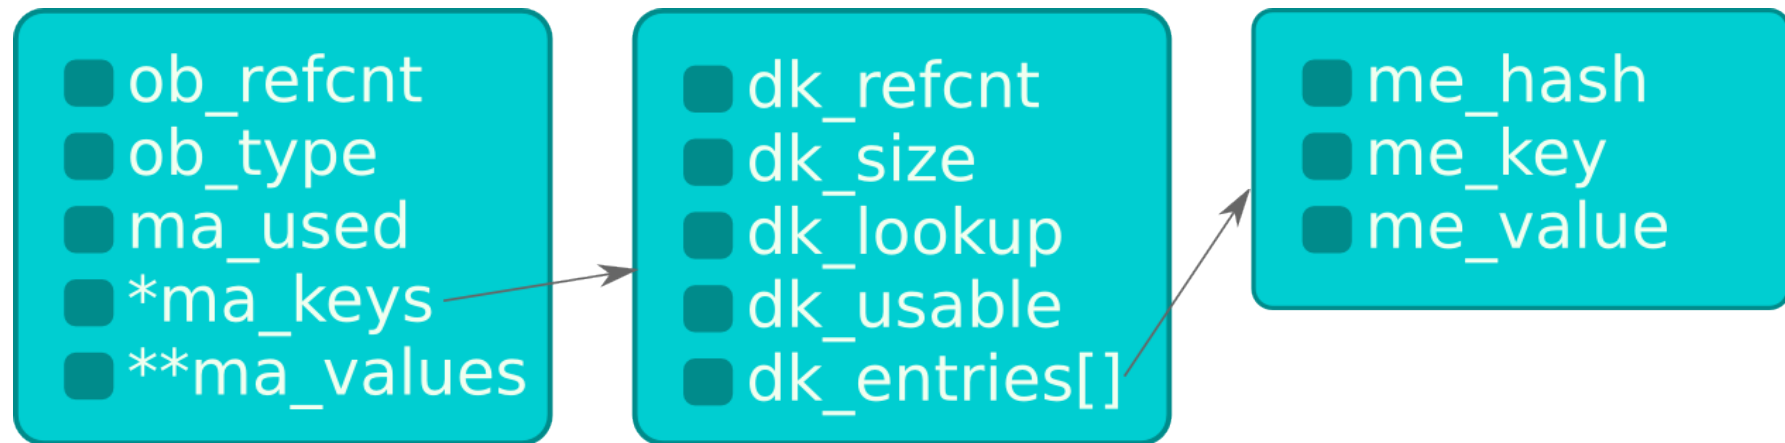 ob_refcnt
ob_type
ma_used
*ma_keys
**ma_values
dk_refcnt
dk_size
dk_lookup
dk_usable
dk_entries[]
me_hash
me_key
me_value